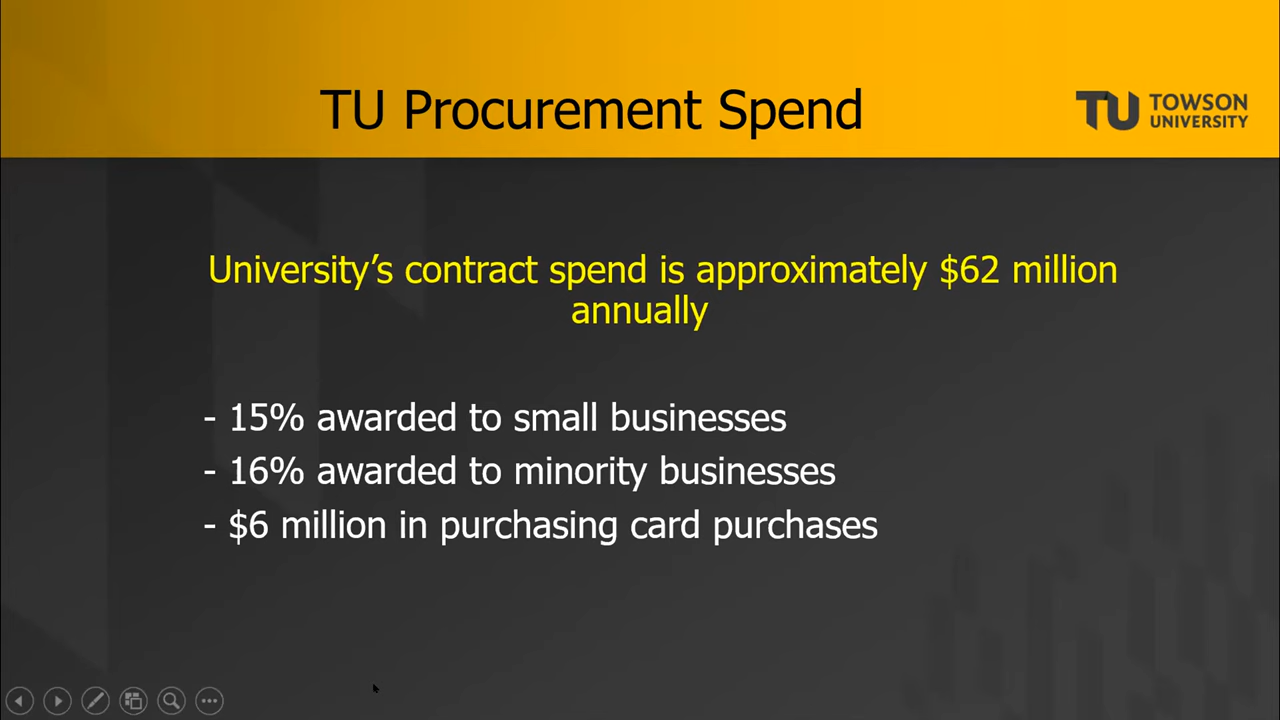 TU Procurement Spend
TU TOWSON
UNIVERSITY
University’s contract spend is approximately $62 million
annually
- 15% awarded to small businesses
- 16% awarded to minority businesses
- $6 million in purchasing card purchases